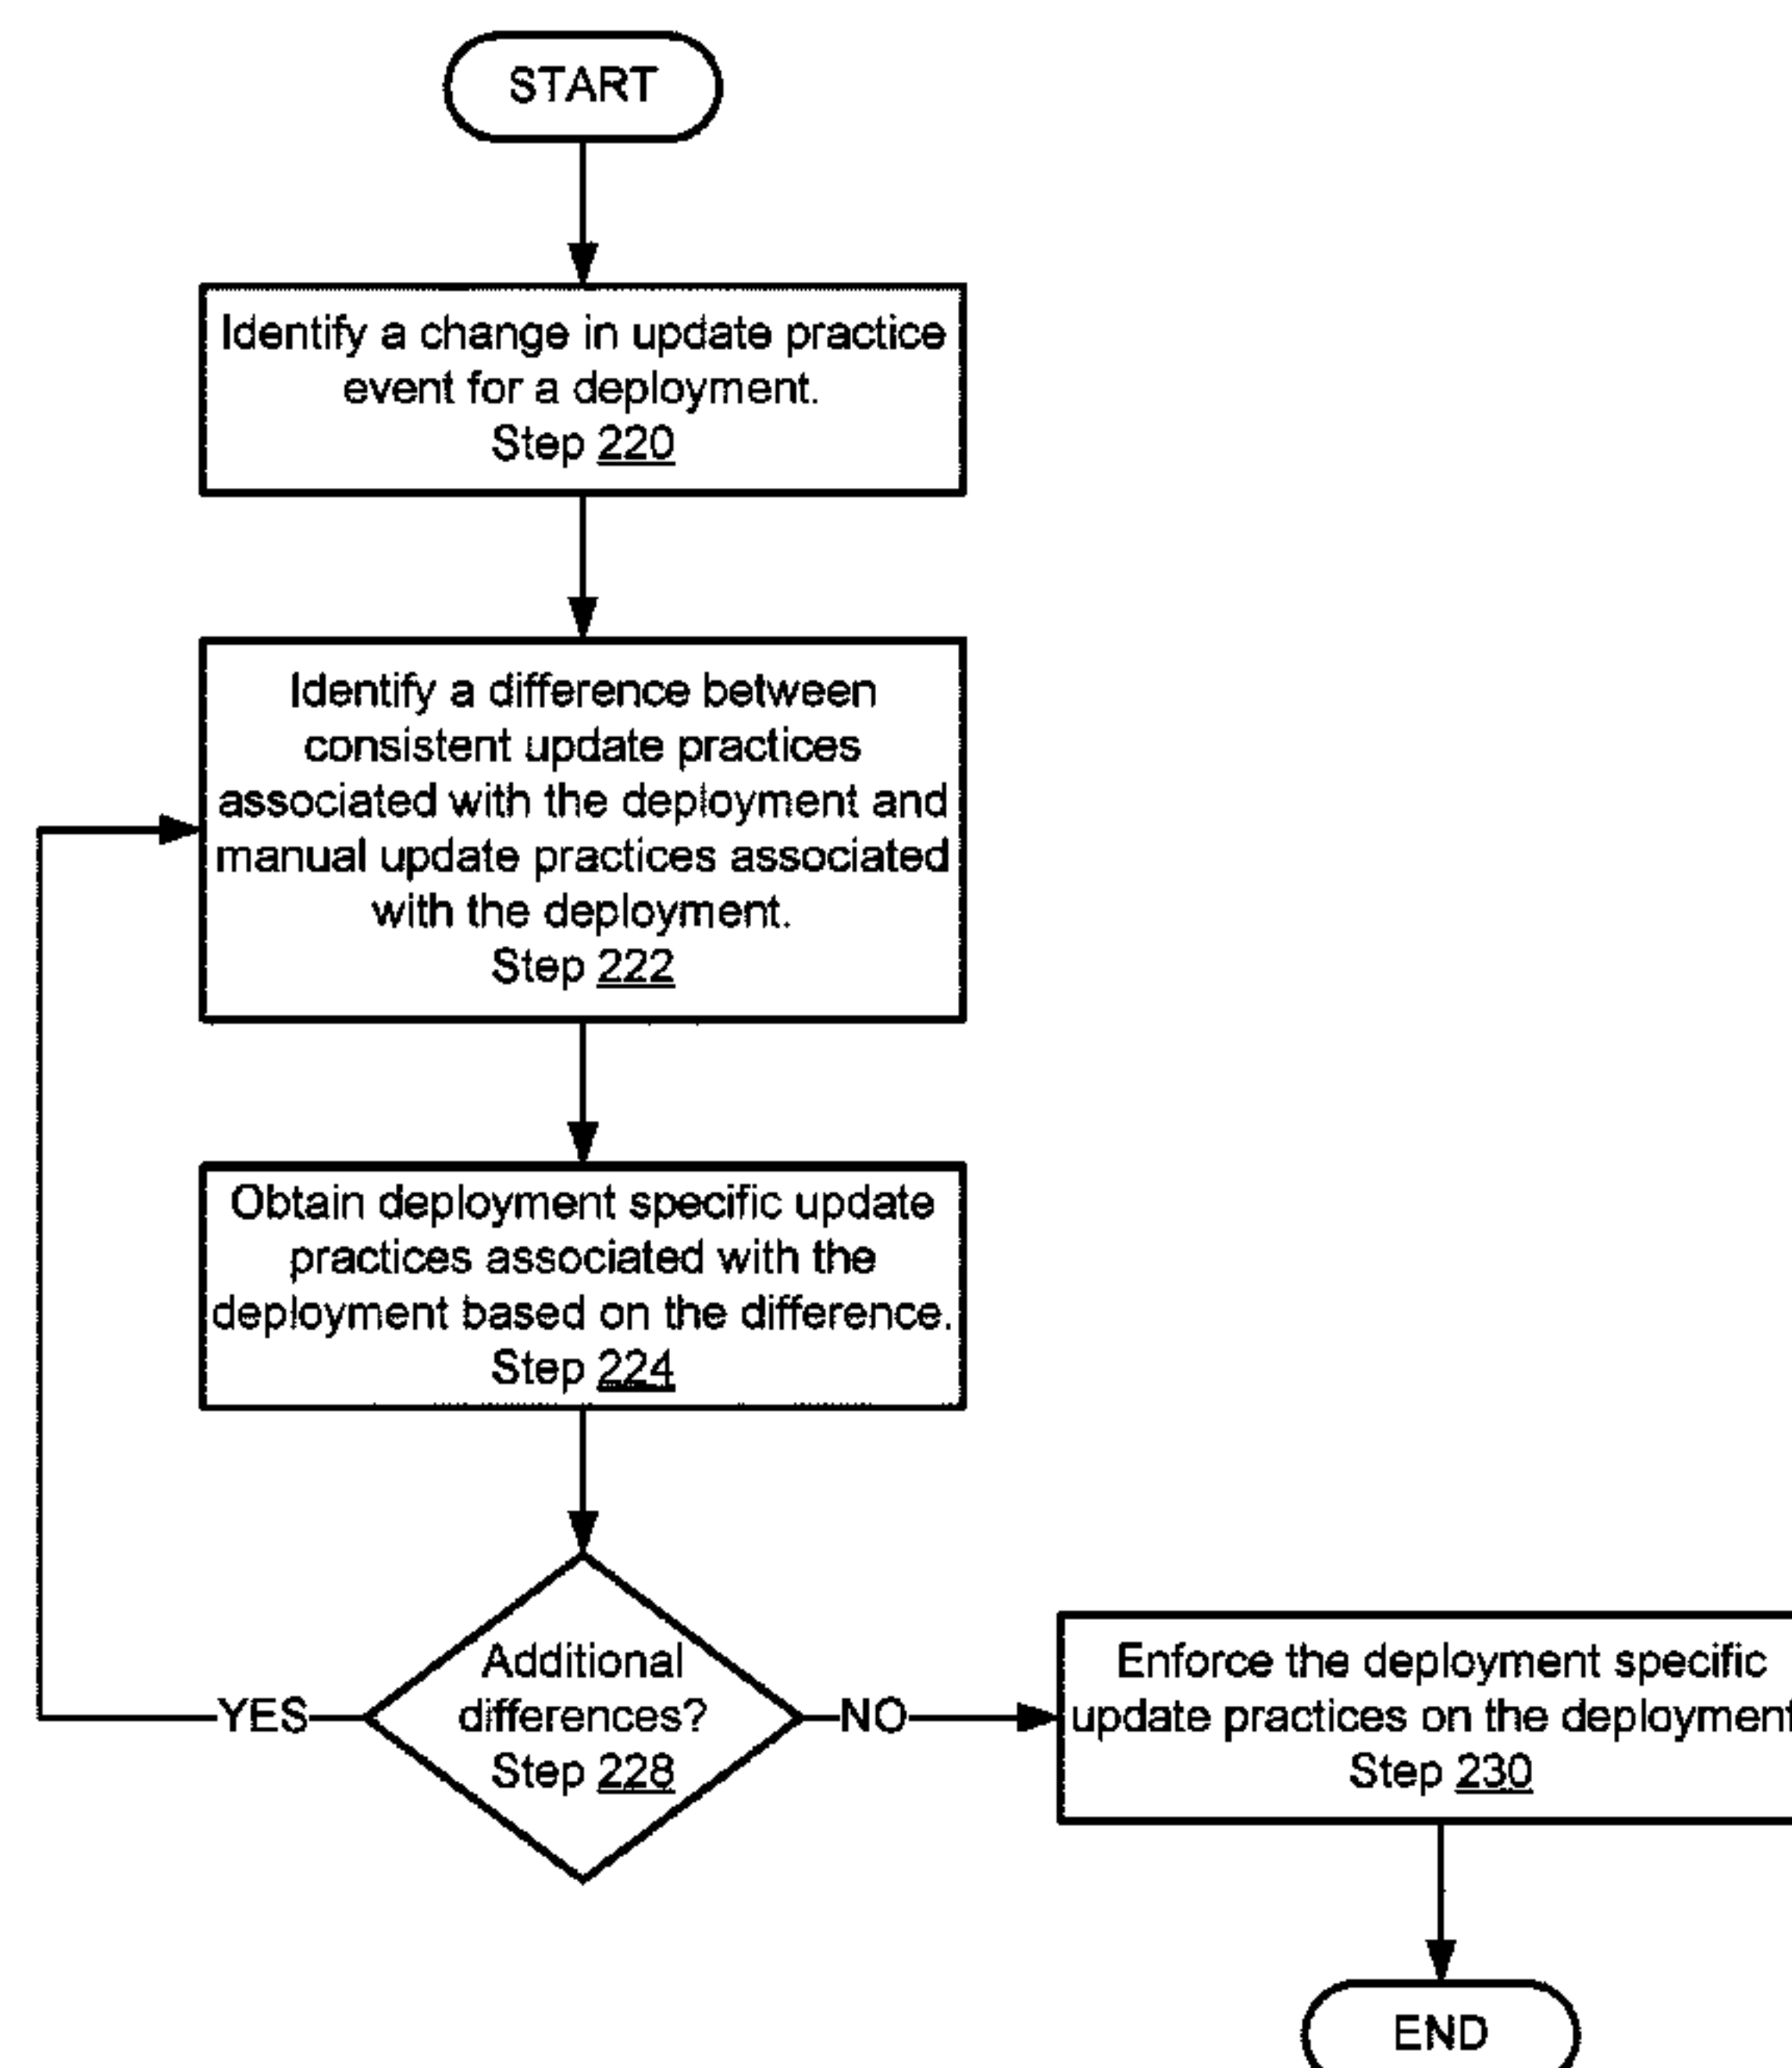 START
Identify a change in update practice
event for a deployment.
Step 220
Identify a difference between
consistent update practices
associated with the deployment and
manual update practices associated
with the deployment.
Step 222
Obtain deployment specific update
practices associated with the
deployment based on the difference.
Step 224
Additional
differences?
Step 228
YES
NO
Enforce the deployment specific
update practices on the deployment
Step 230
END